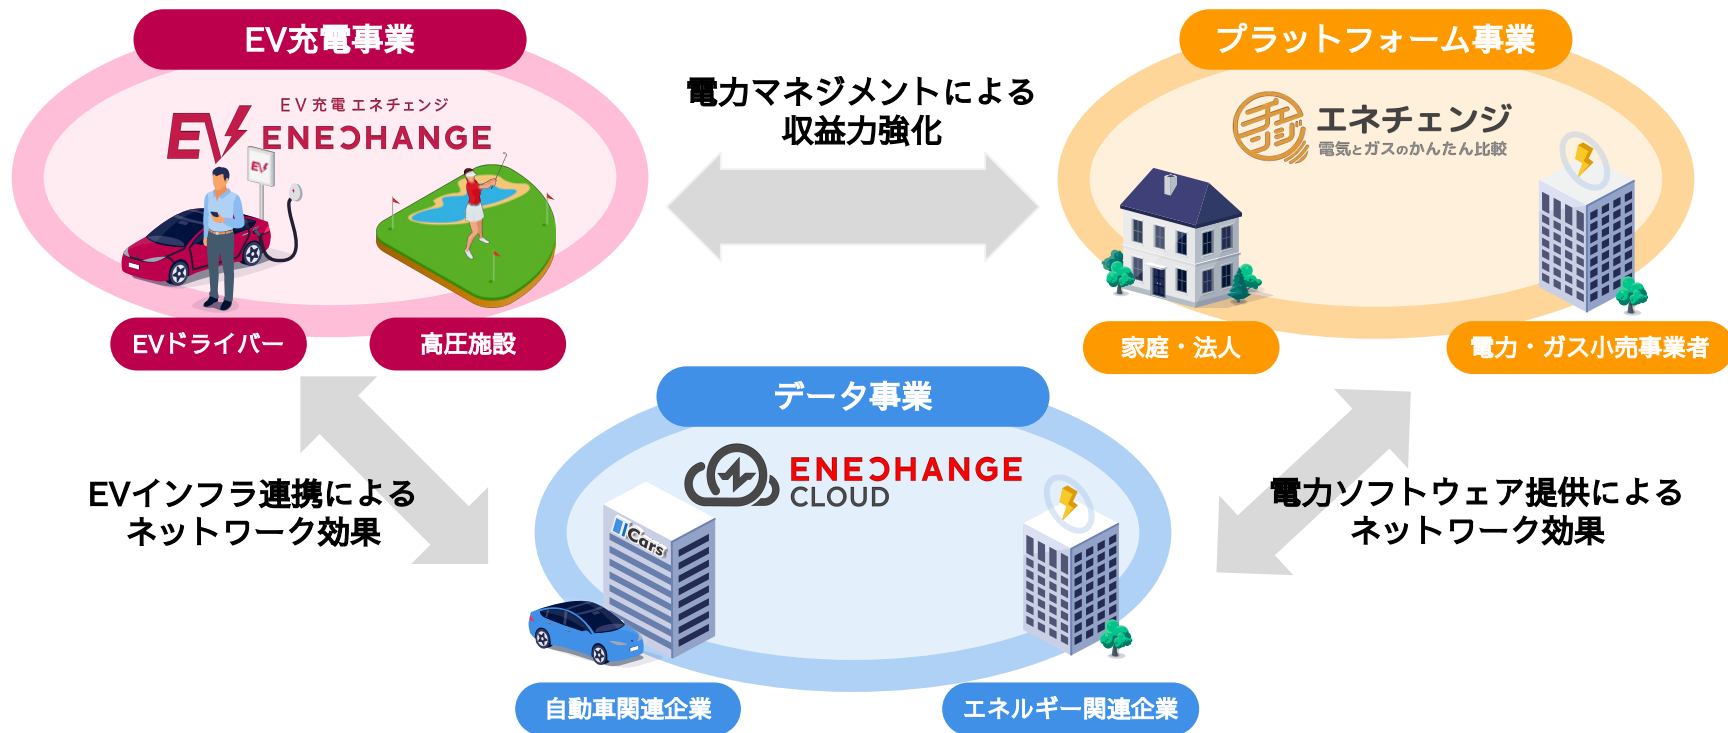 EV充電事業
EV充電 エネチェンジ
EV ENECHANGE
EV
EVドライバー
高圧施設
電力マネジメントによる
収益力強化
プラットフォーム事業
エネチェンジ
電気とガスのかんたん比較
家庭・法人
電力・ガス小売事業者
EVインフラ連携による
ネットワーク効果
データ事業
ENECHANGE
CLOUD
Cars
自動車関連企業
エネルギー関連企業
電力ソフトウェア提供による
ネットワーク効果